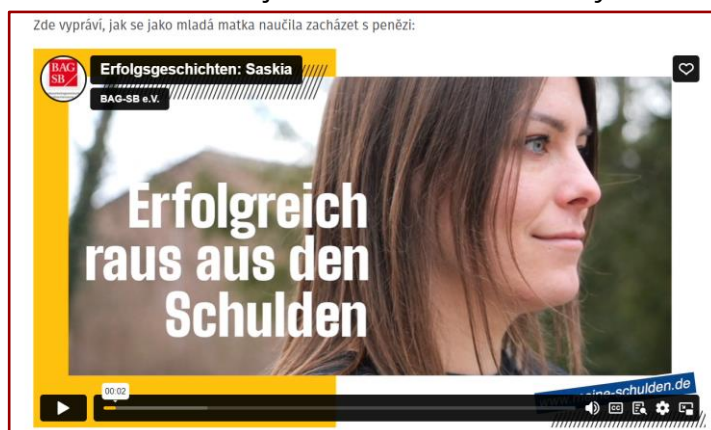 Zde vypráví, jak se jako mladá matka naučila zacházet s penězi:
BAG
SB
Erfolgsgeschichten: Saskia
BAG-SB e.V.
Erfolgreich
raus aus den
Schulden
00:02
-schulden.de
CC